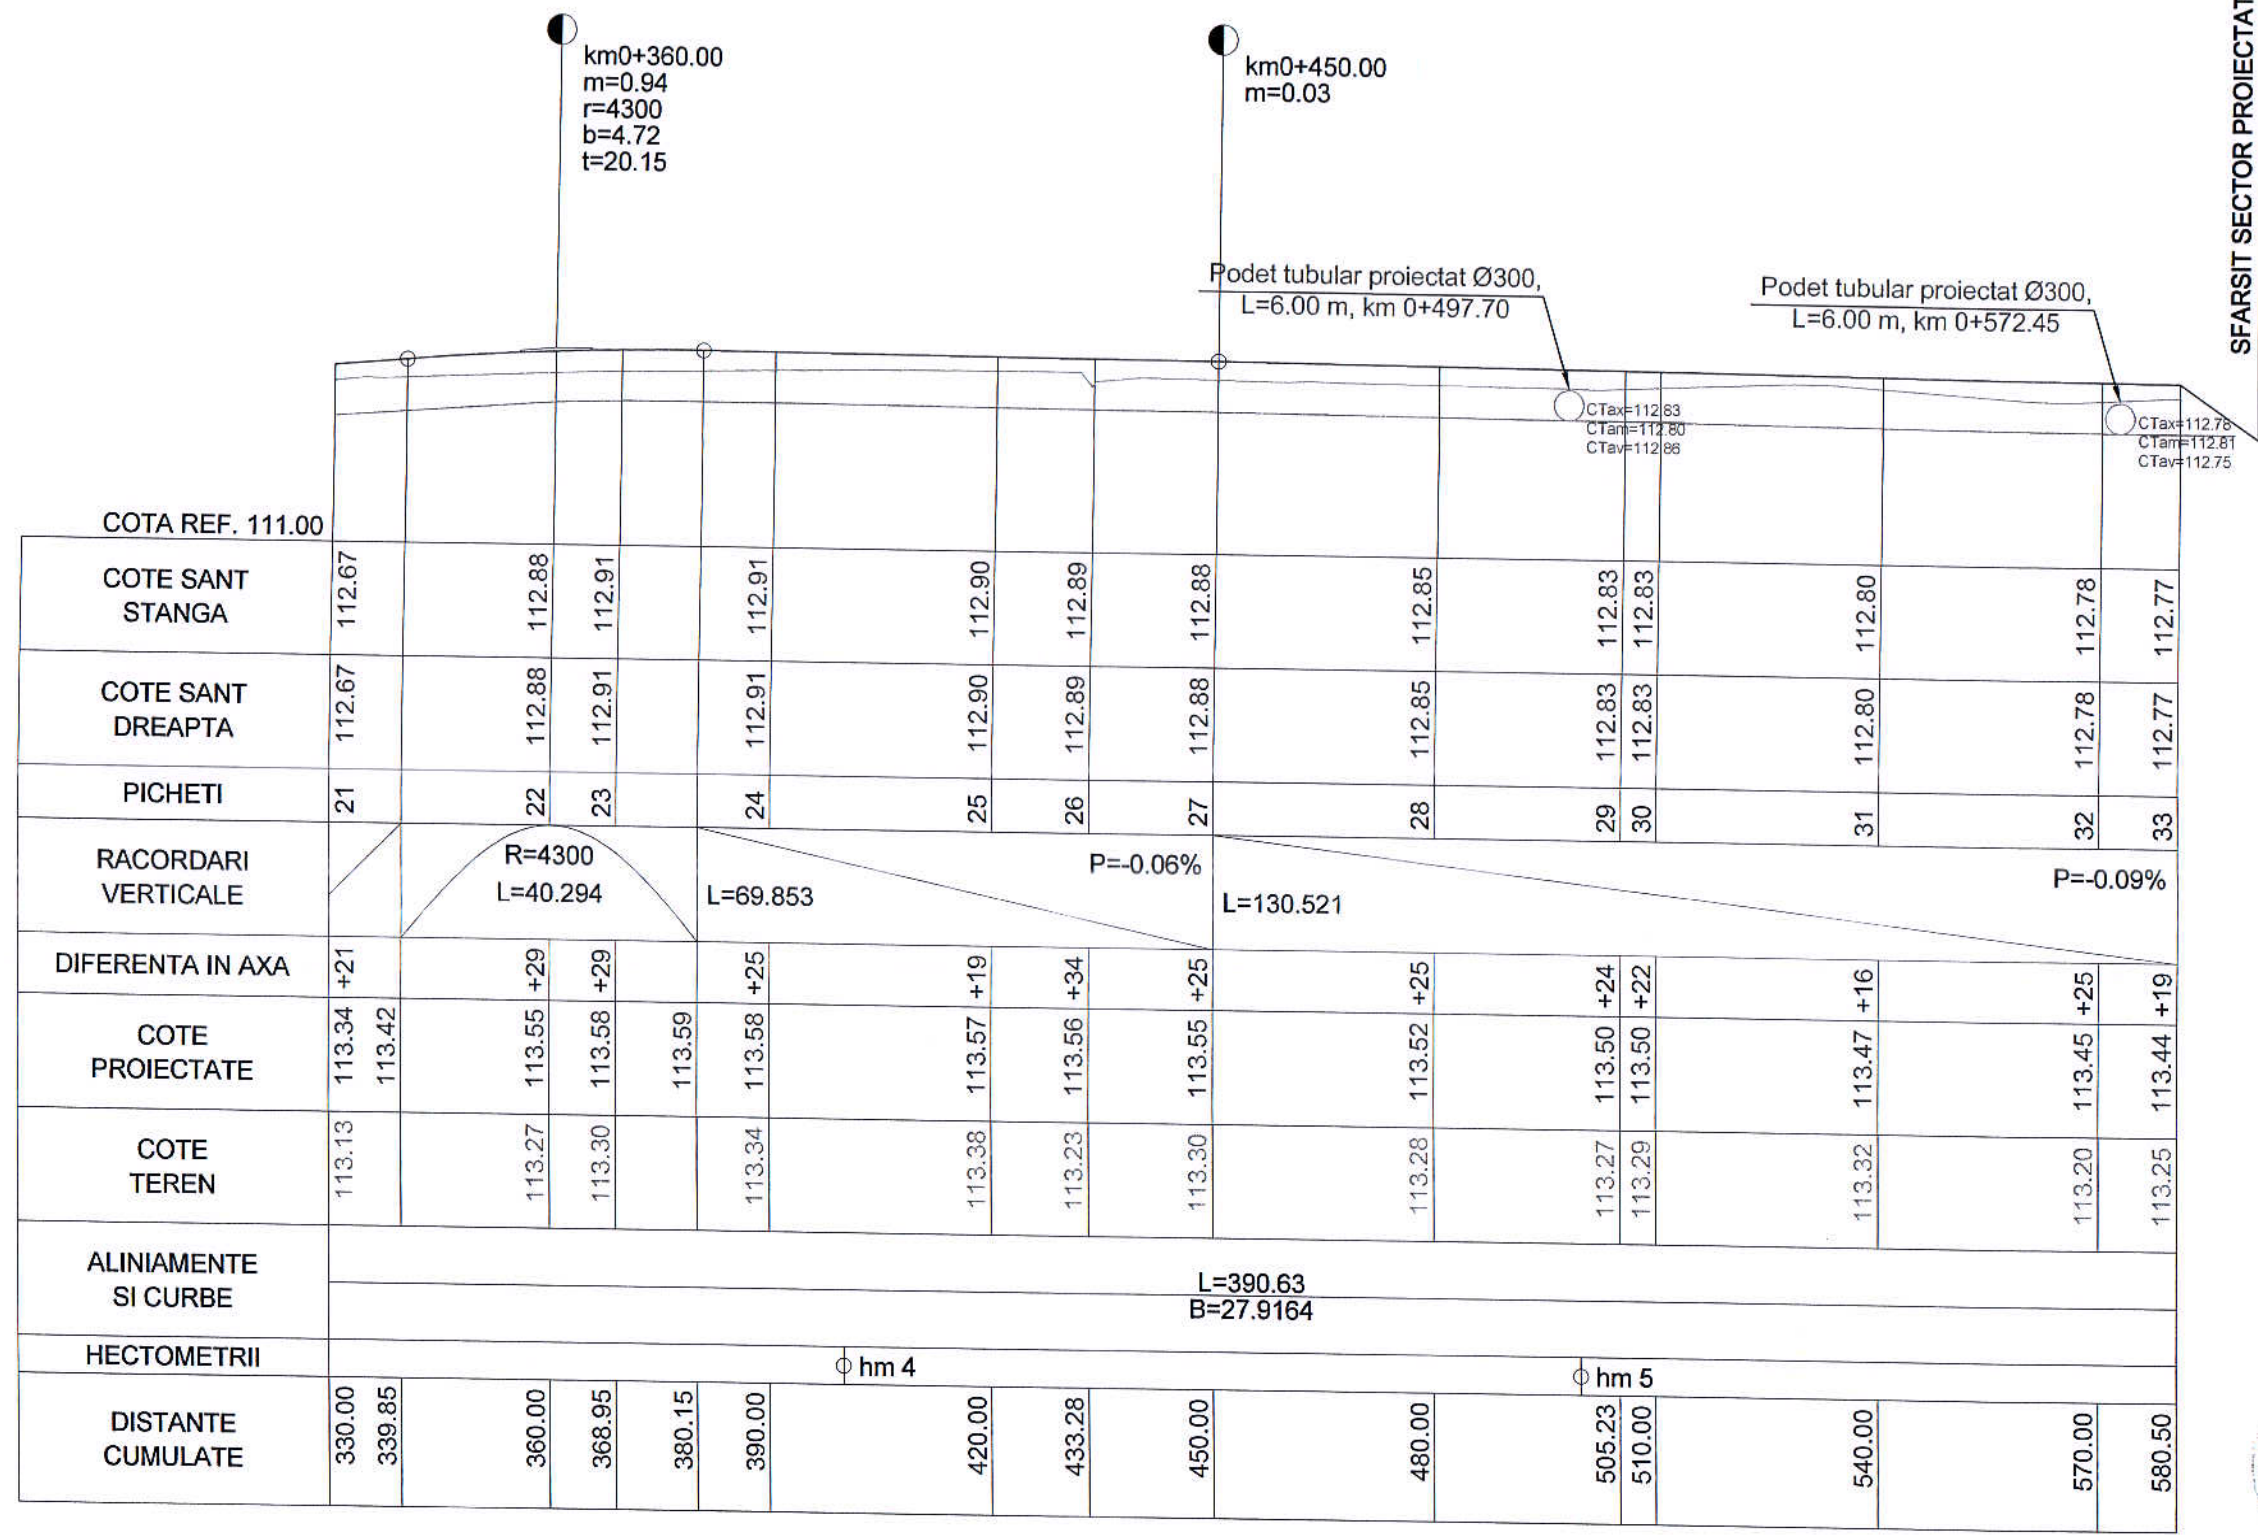 km0+360.00
m=0.94
r=4300
b=4.72
t=20.15
km0+450.00
m=0.03
SFARSIT SECTOR PROIECTAT
Podet tubular proiectat Ø300,
L=6.00 m, km 0+497.70
Podet tubular proiectat Ø300,
L=6.00 m, km 0+572.45
CTax=112.83
CTam=112.80
CTav=112.86
CTax=112.78
CTam=112.81
CTav=112.75
COTA REF. 111.00
COTE SANT
STANGA
112.67 112.88 112.91 112.91 112.90 112.89 112.88 112.85 112.83 112.83 112.80 112.78 112.77
COTE SANT
DREAPTA
112.67 112.88 112.91 112.91 112.90 112.89 112.88 112.85 112.83 112.83 112.80 112.78 112.77
PICHETI
21 22 23 24 25 26 27 28 29 30 31 32 33
RACORDARI
VERTICALE
R=4300
L=40.294
L=69.853
P=-0.06%
L=130.521
P=-0.09%
DIFERENTA IN AXA
+21 +29 +29 +25 +19 +34 +25 +25 +24 +22 +16 +25 +19
COTE
PROIECTATE
113.34 113.42 113.55 113.58 113.59 113.58 113.57 113.56 113.55 113.52 113.50 113.50 113.47 113.45 113.44
COTE
TEREN
113.13 113.27 113.30 113.34 113.38 113.23 113.30 113.28 113.27 113.29 113.32 113.20 113.25
ALINIAMENTE
SI CURBE
L=390.63
B=27.9164
HECTOMETRII
hm 4
hm 5
DISTANTE
CUMULATE
330.00 339.85 360.00 368.95 380.15 390.00 420.00 433.28 450.00 480.00 505.23 510.00 540.00 570.00 580.50